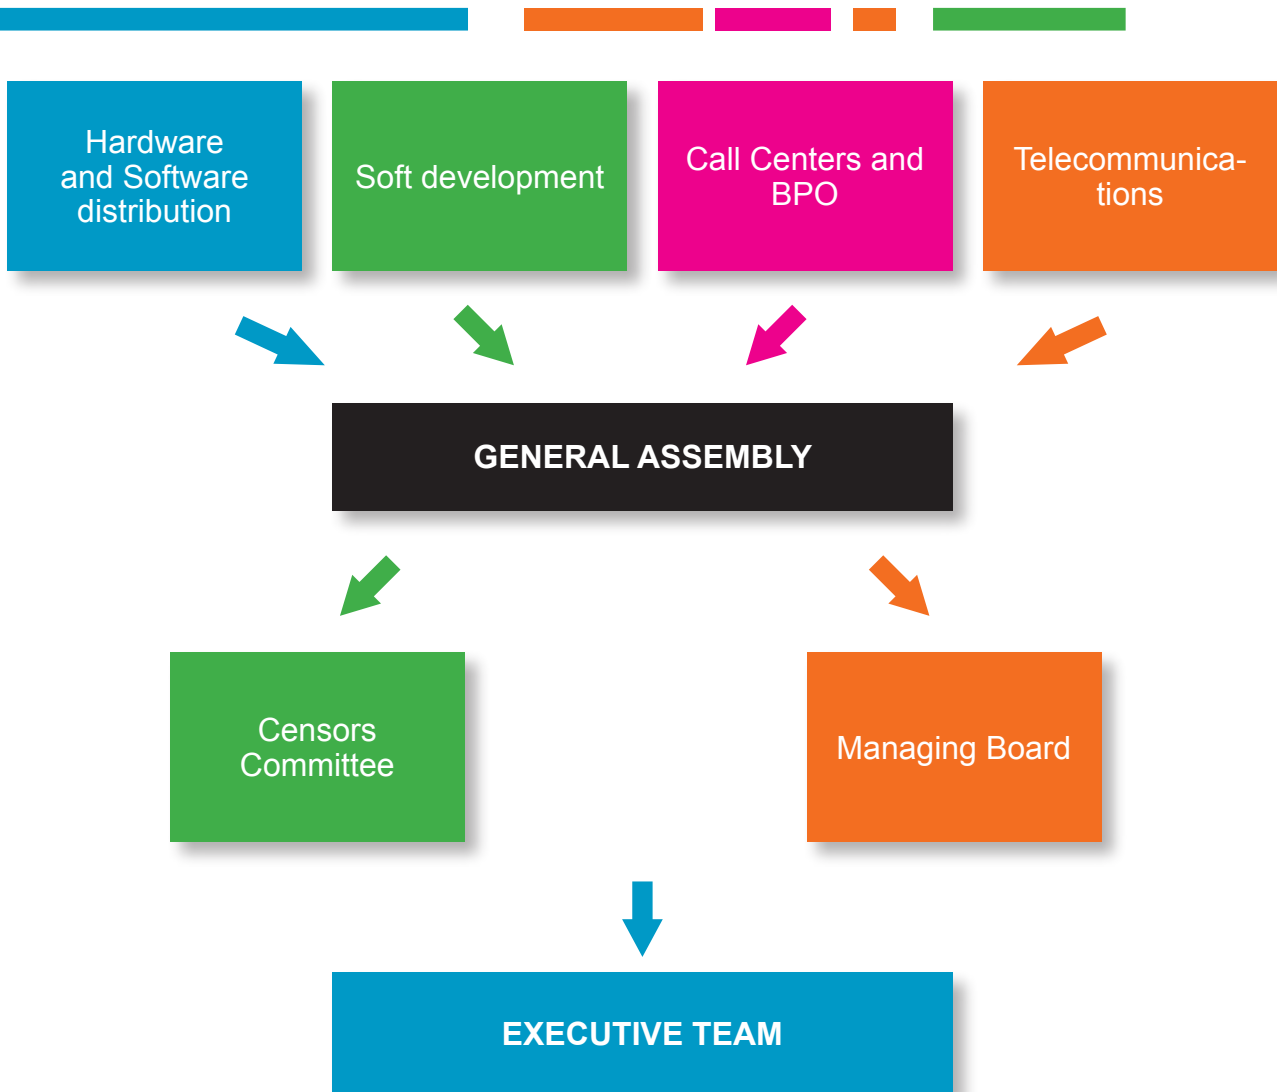 Hardware
and Software
distribution
Soft development
Call Centers and
BPO
Telecommunica-
tions
GENERAL ASSEMBLY
Censors
Committee
Managing Board
EXECUTIVE TEAM